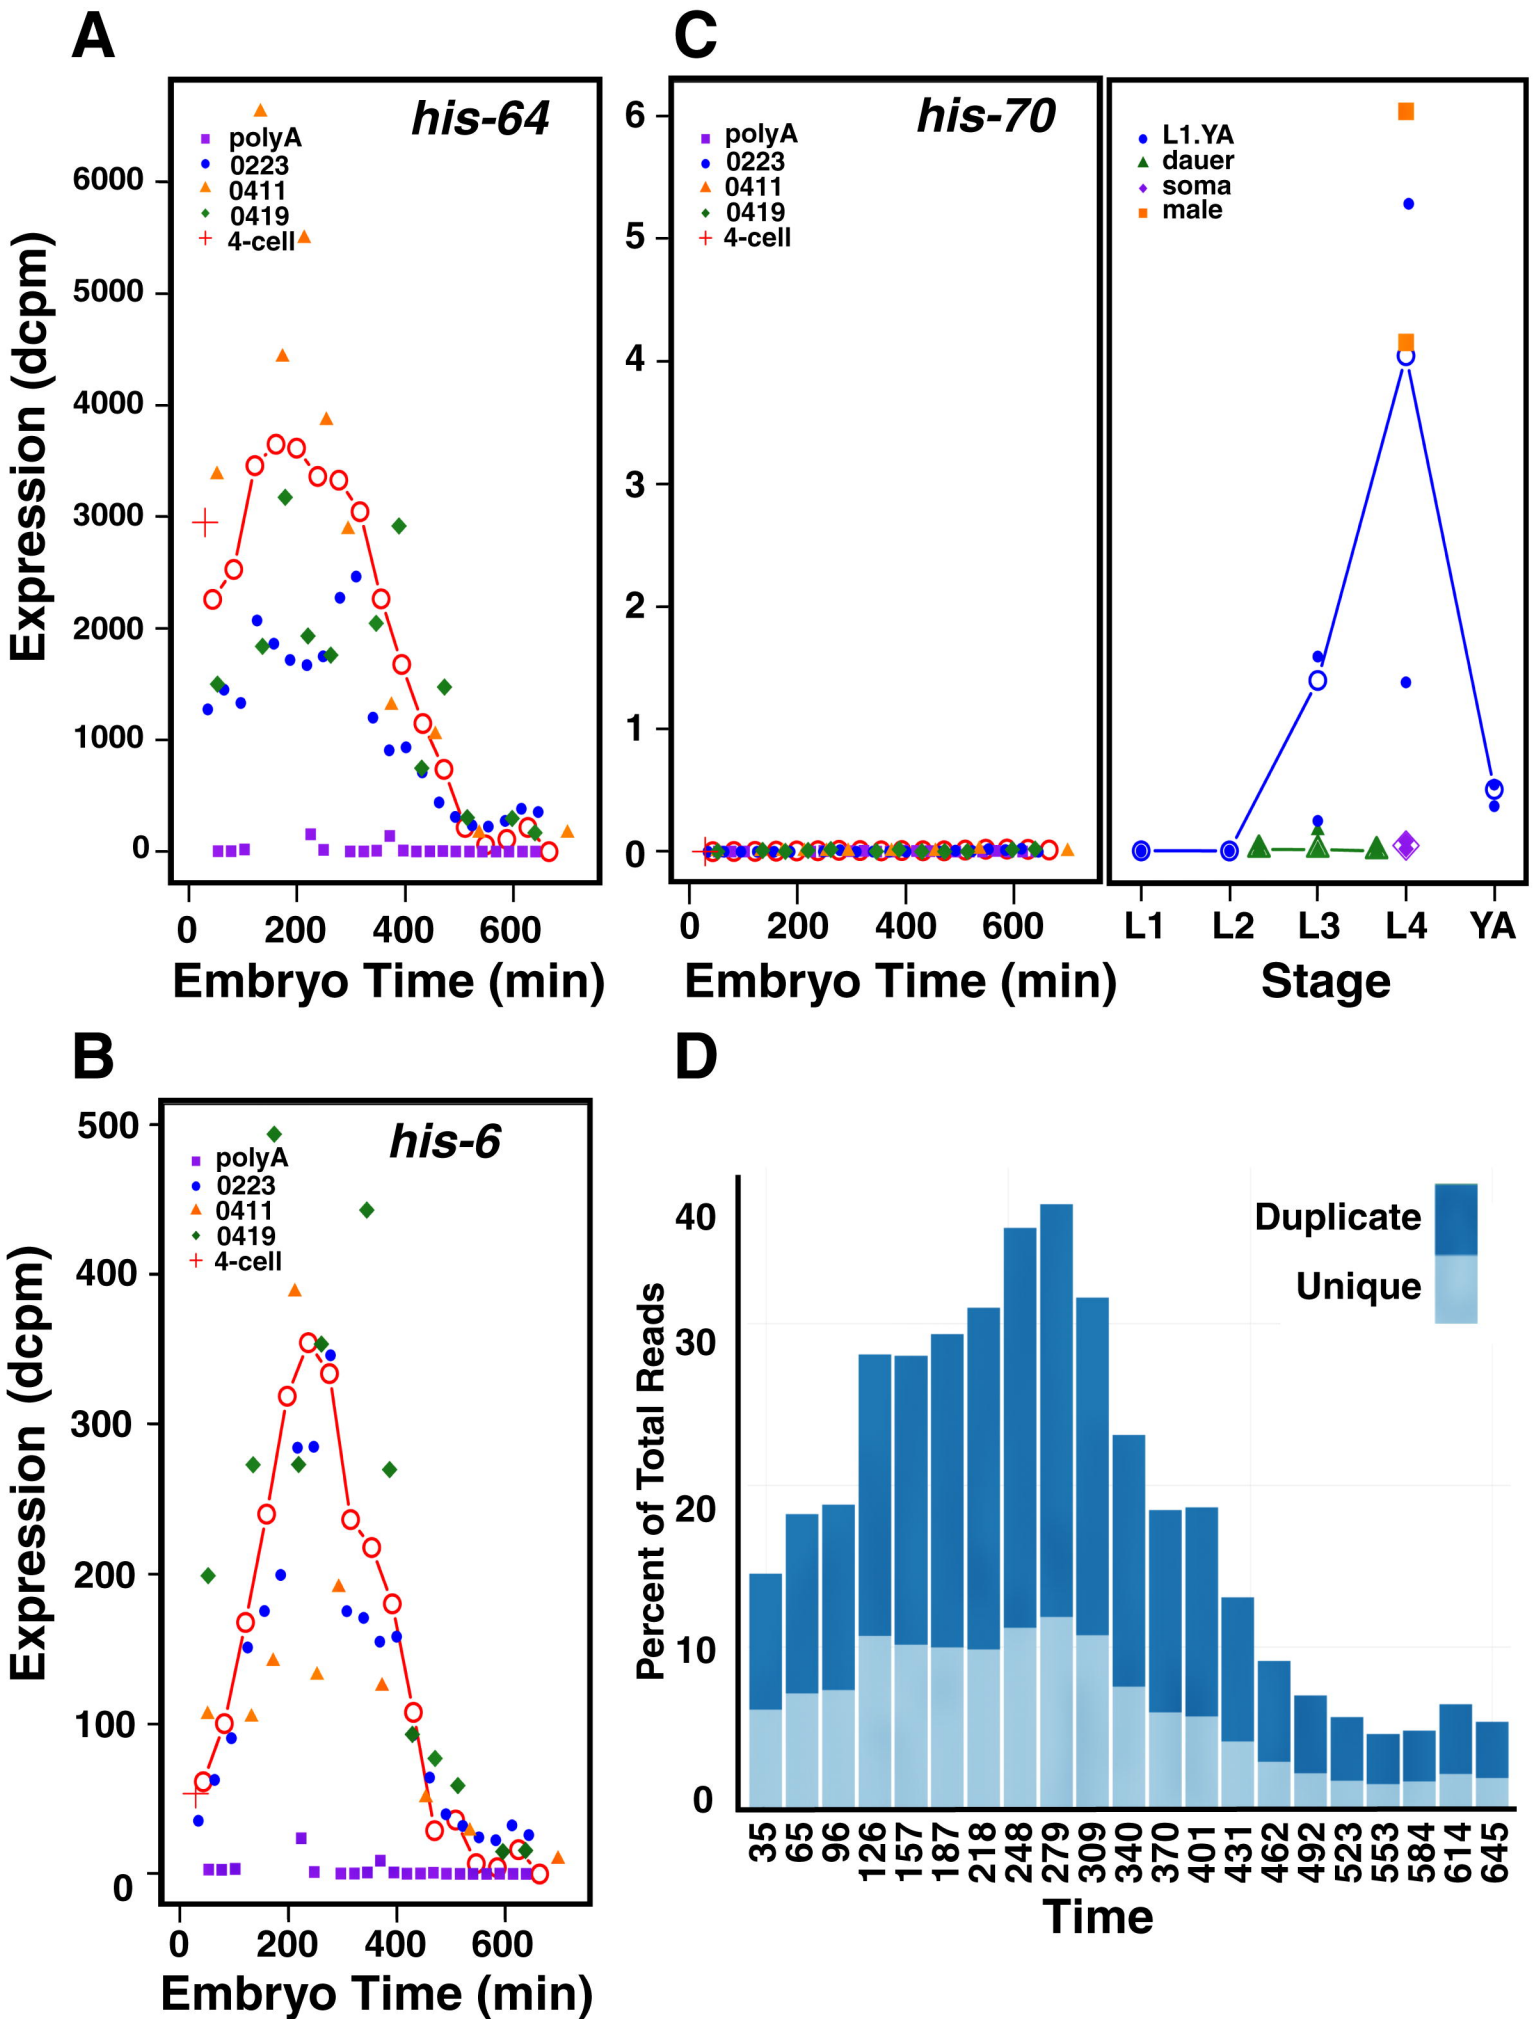 A
his-64
polyA
0223
0411
0419
4-cell
Expression (dcpm)
6000
5000
4000
3000
2000
1000
0
0 200 400 600
Embryo Time (min)
C
his-70
polyA
0223
0411
0419
4-cell
6
5
4
3
2
1
0
0 200 400 600
Embryo Time (min)
L1.YA
dauer
soma
male
L1 L2 L3 L4 YA
Stage
B
his-6
polyA
0223
0411
0419
4-cell
Expression (dcpm)
500
400
300
200
100
0
0 200 400 600
Embryo Time (min)
D
Duplicate
Unique
Percent of Total Reads
40
30
20
10
0
35 65 96 126 157 187 218 248 279 309 340 370 401 431 462 492 523 553 584 614 645
Time